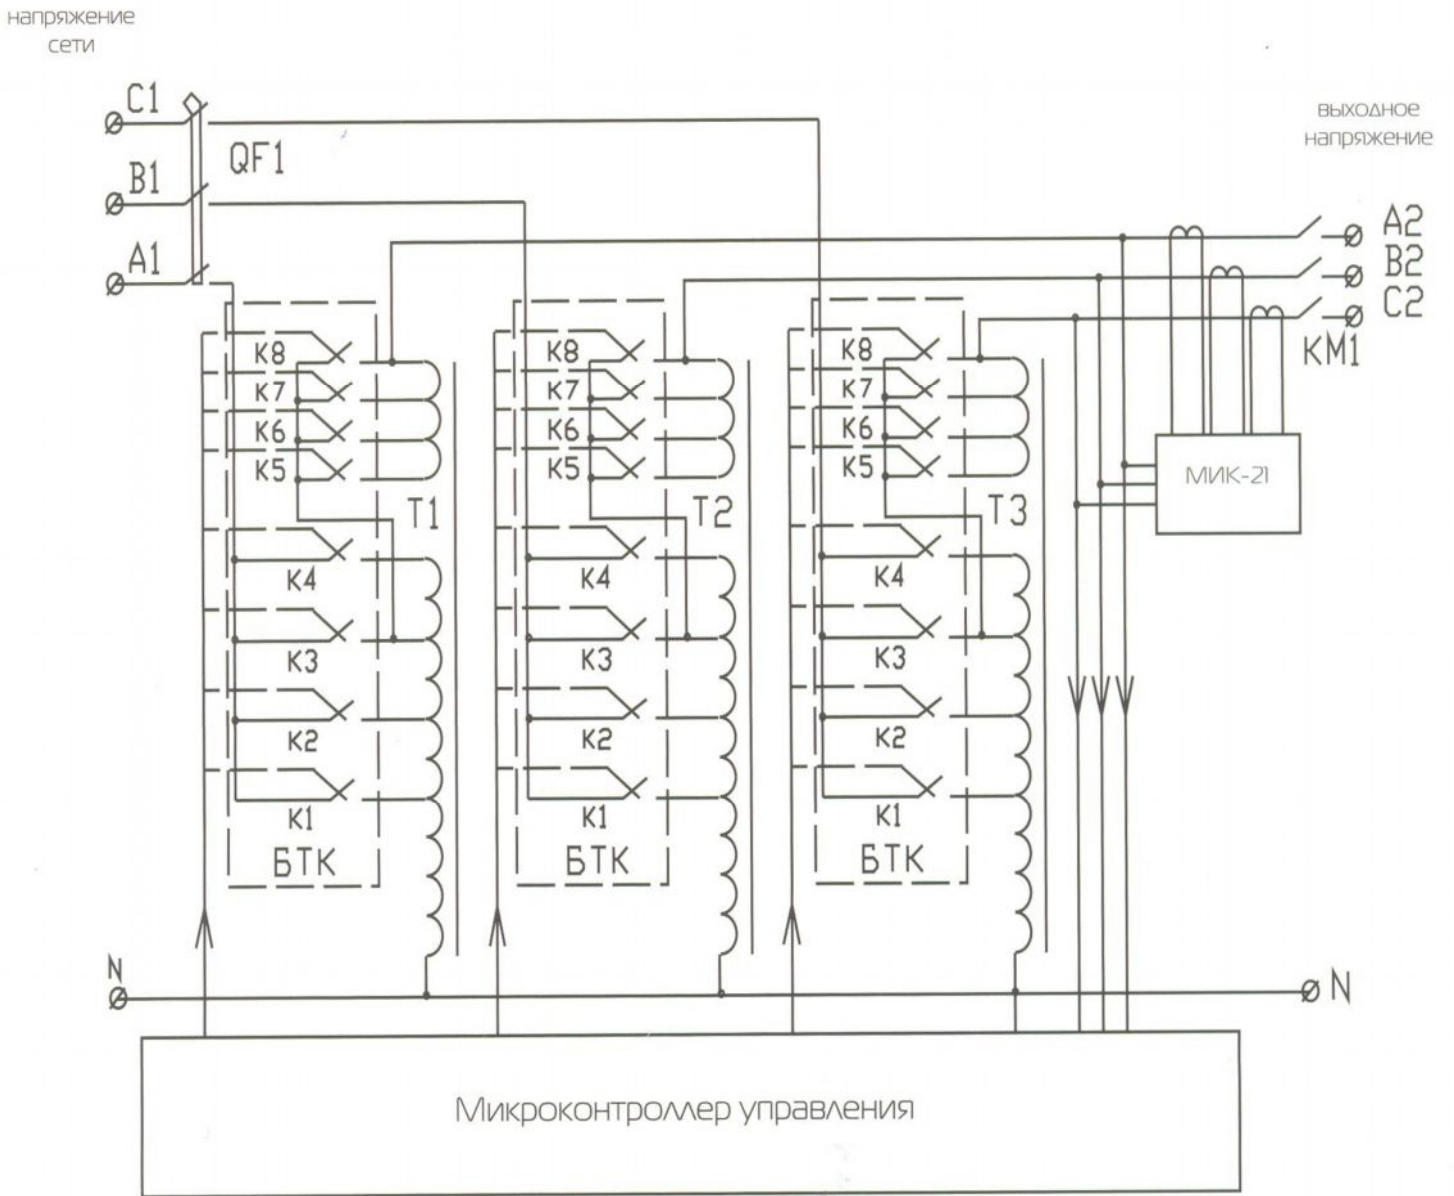 напряжение
сети
C1
QF1
B1
A1
выходное
напряжение
A2
B2
C2
KM1
МИК-21
K8
K7
K6
K5
T1
K4
K3
K2
K1
БТК
K8
K7
K6
K5
T2
K4
K3
K2
K1
БТК
K8
K7
K6
K5
T3
K4
K3
K2
K1
БТК
N
N
Микроконтроллер управления